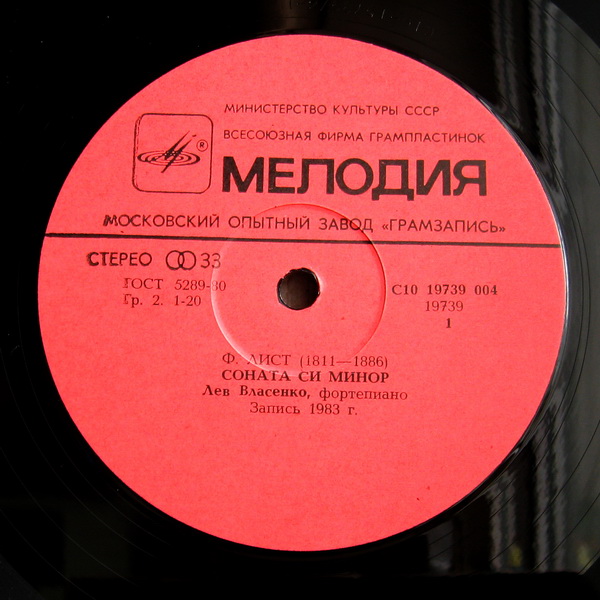 МИНИСТЕРСТВО КУЛЬТУРЫ СССР
ВСЕСОЮЗНАЯ ФИРМА ГРАМПЛАСТИНОК
®
МЕЛОДИЯ
МОСКОВСКИЙ ОПЫТНЫЙ ЗАВОД «ГРАМЗАПИСЬ»
СТЕРЕО 33
ГОСТ 5289-80
Гр. 2. 1-20
С10 19739 004
19739
1
Ф. ЛИСТ (1811—1886)
СОНАТА СИ МИНОР
Лев Власенко, фортепиано
Запись 1983 г.